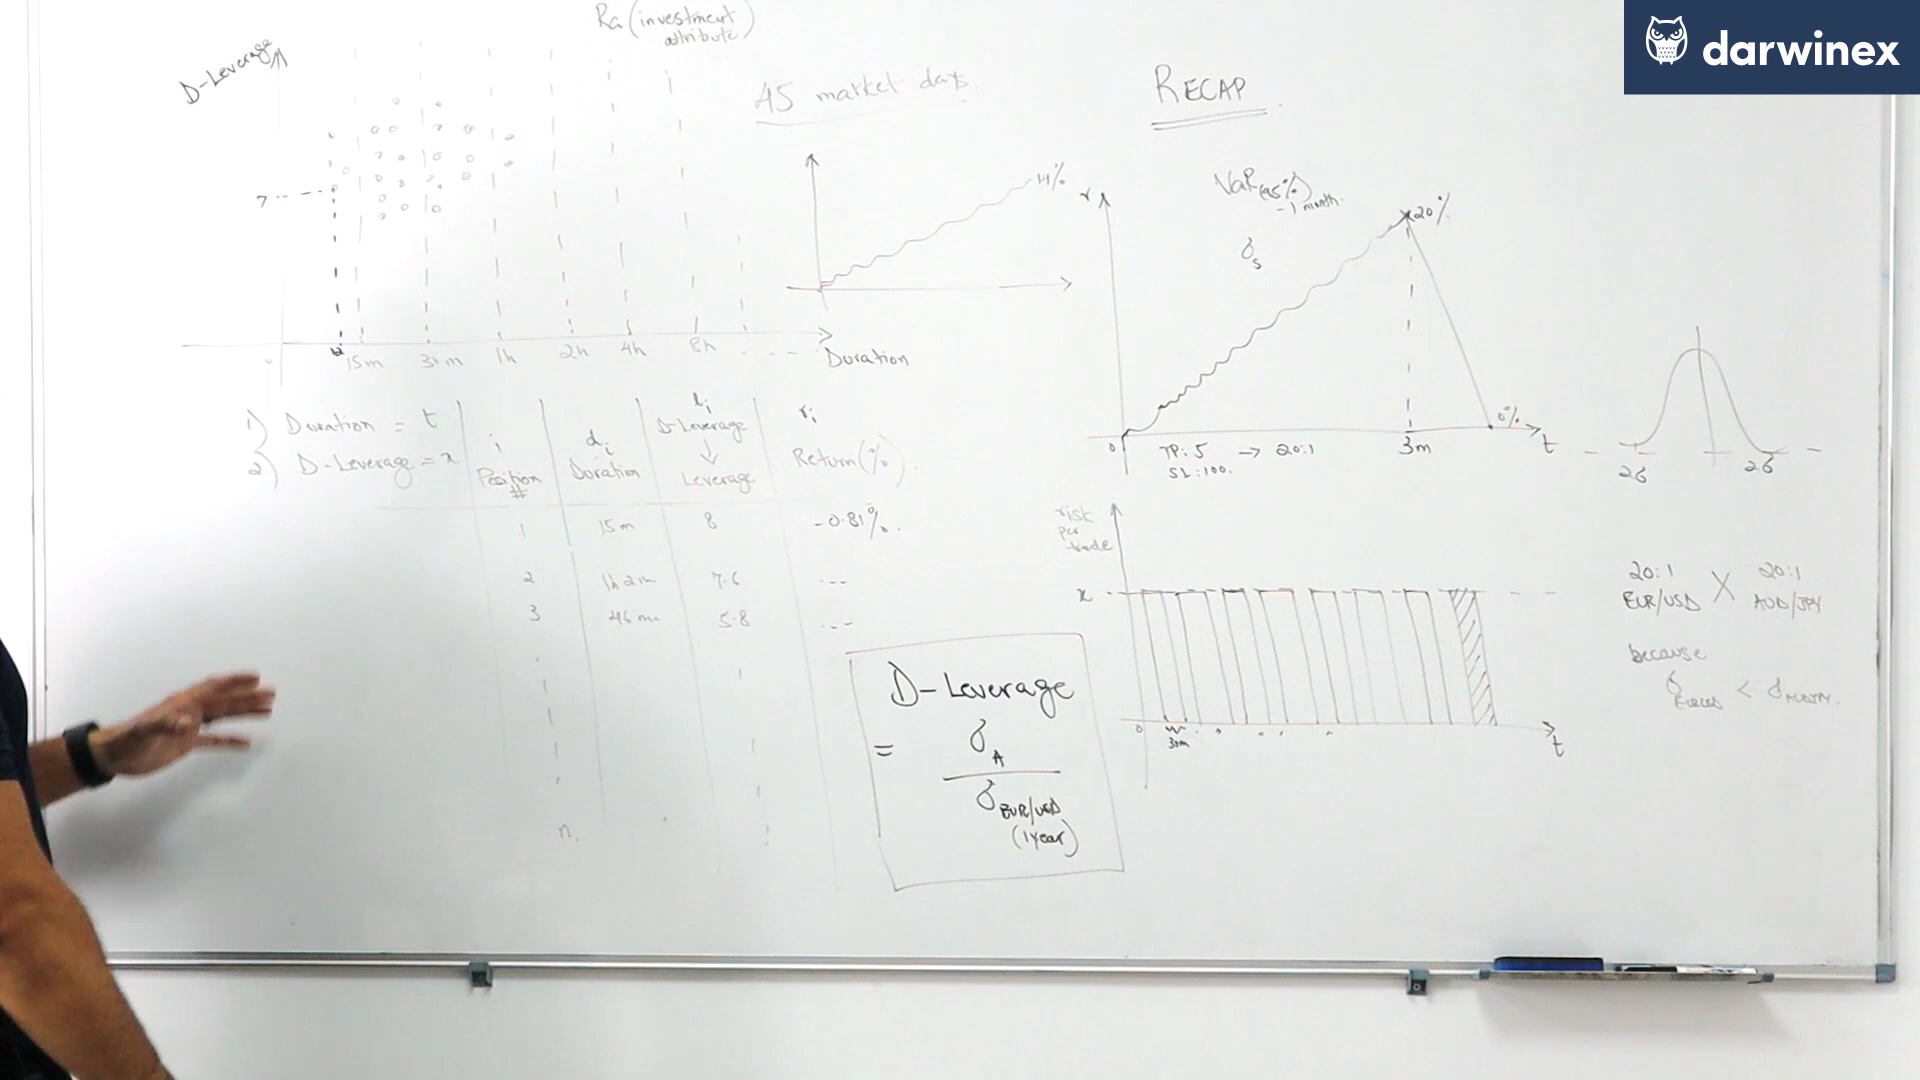 darwinex
Ra (investment
attribute)
D-Leverage
45 market days
RECAP
14%
r
VaR (95%)
- 1 month.
σs
20%
7
0
15m
30m
1h
2h
4h
8h
Duration
0
TP: 5 → 20:1
SL: 100.
3m
0%
t
2σ
2σ
1) Duration = t
2) D-Leverage = x
i
Position
#
di
Duration
li
D-Leverage
↓
Leverage
ri
Return (%)
1
15m
8
-0.81%
2
1h 21m
7.6
3
46 m
5.8
n.
D-Leverage
=
σA
σEUR/USD
(1 year)
risk
per
trade
x
0
30m
t
20:1
EUR/USD
X
20:1
AUD/JPY
because
σEURUSD < σAUDJPY.